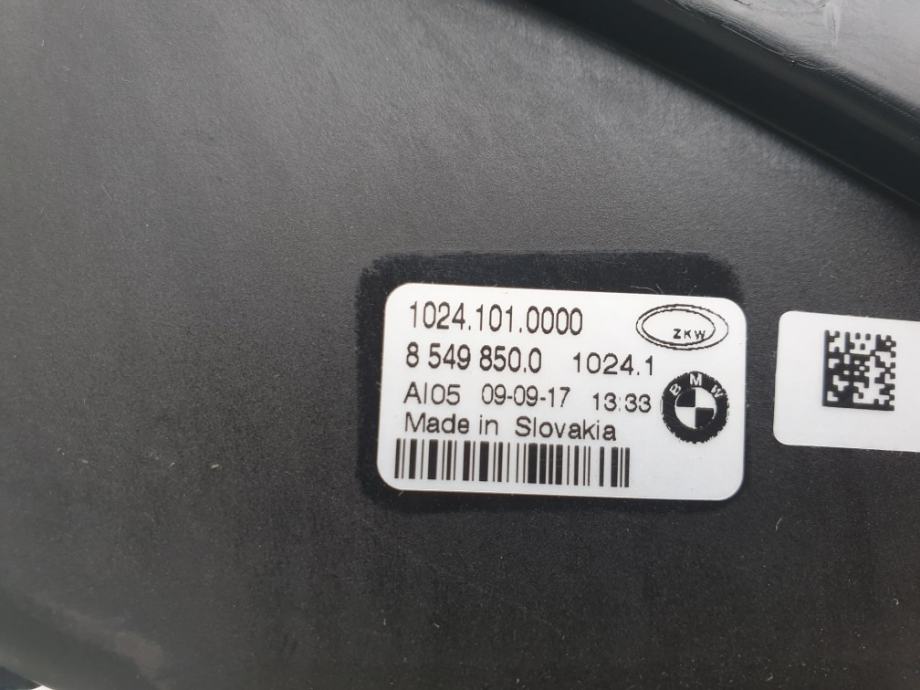 1024.101.0000
ZKW
8 549 850.0 1024.1
AI05 09-09-17 13:33
BMW
Made in Slovakia